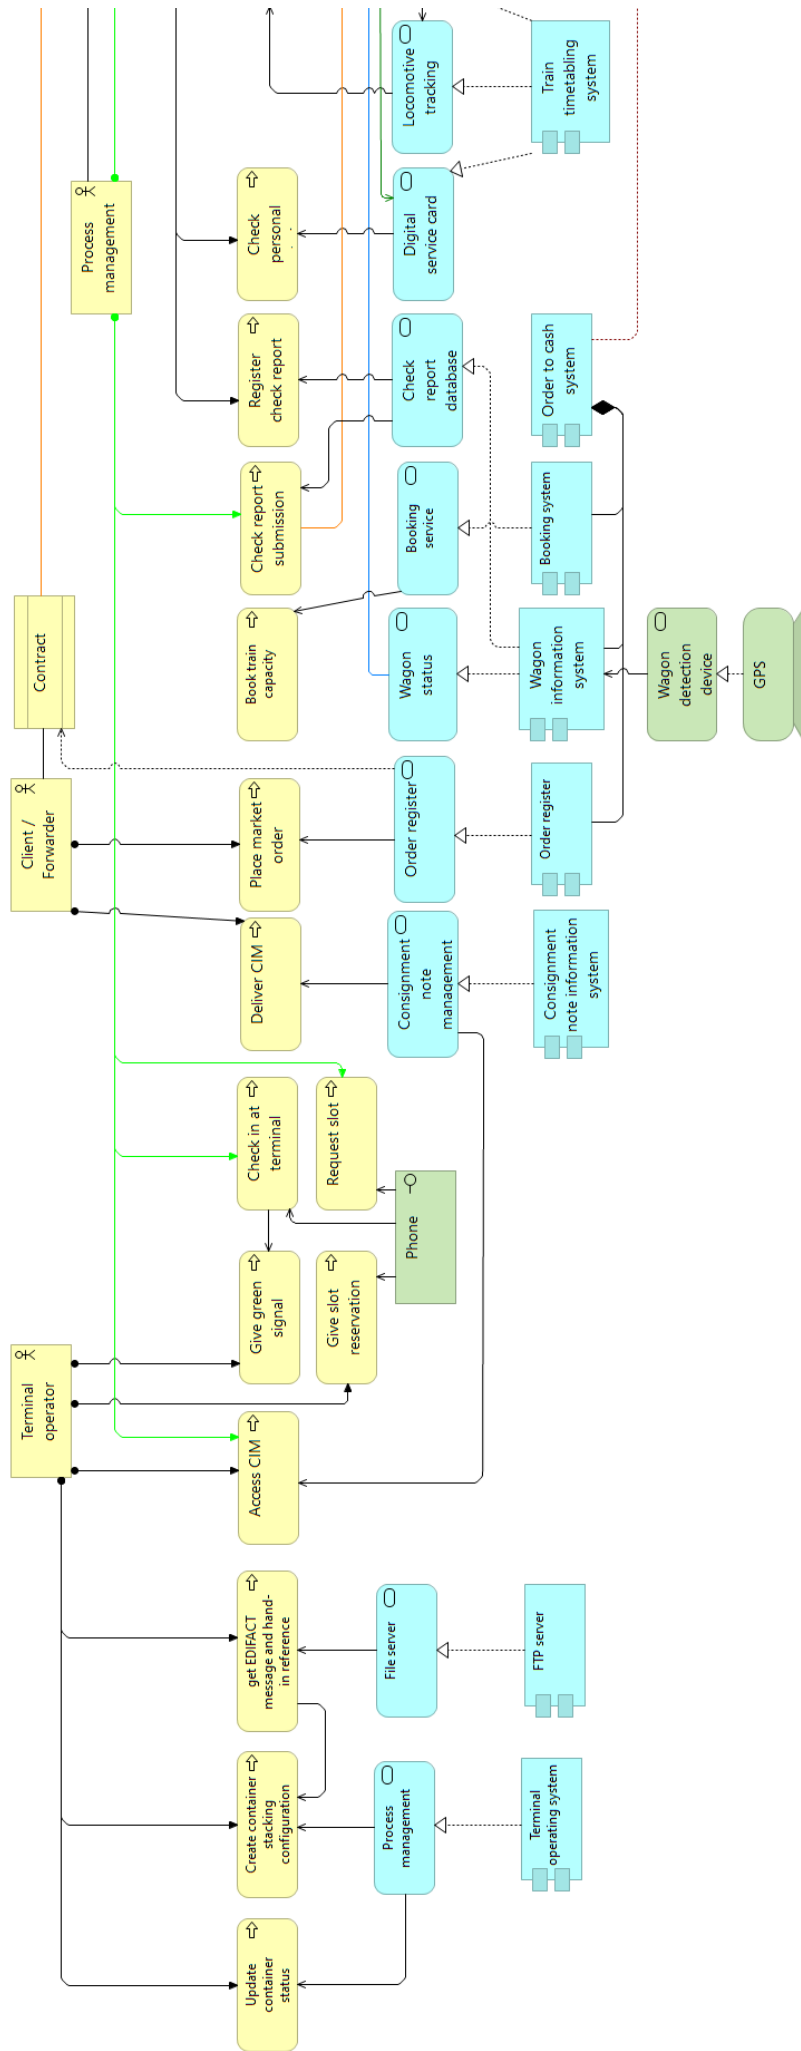 Terminal
operator
Client /
Forwarder
Contract
Process
management
Update
container
status
Create container
stacking
configuration
get EDIFACT
message and hand-
in reference
Access CIM
Give green
signal
Check in at
terminal
Deliver CIM
Place market
order
Book train
capacity
Check report
submission
Register
check report
Check
personal
Give slot
reservation
Request slot
Process
management
File server
Phone
Consignment
note
management
Order register
Wagon
status
Booking
service
Check
report
database
Digital
service card
Locomotive
tracking
Terminal
operating system
FTP server
Consignment
note information
system
Order register
Wagon
information
system
Booking system
Order to cash
system
Train
timetabling
system
Wagon
detection
device
GPS